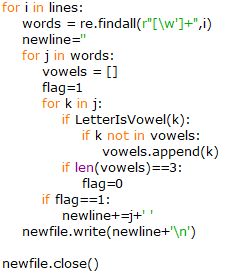 for i in lines:
    words = re.findall(r"[\w']+",i)
    newline=''
    for j in words:
        vowels = []
        flag=1
        for k in j:
            if LetterIsVowel(k):
                if k not in vowels:
                    vowels.append(k)
            if len(vowels)==3:
                flag=0
        if flag==1:
            newline+=j+' '
    newfile.write(newline+'\n')

newfile.close()